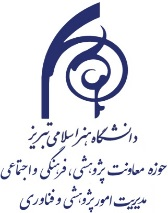 دانشگاه هنر اسلامی تبریز
حوزه معاونت پژوهشی، فرهنگی و اجتماعی
مدیریت امور پژوهشی و فناوری